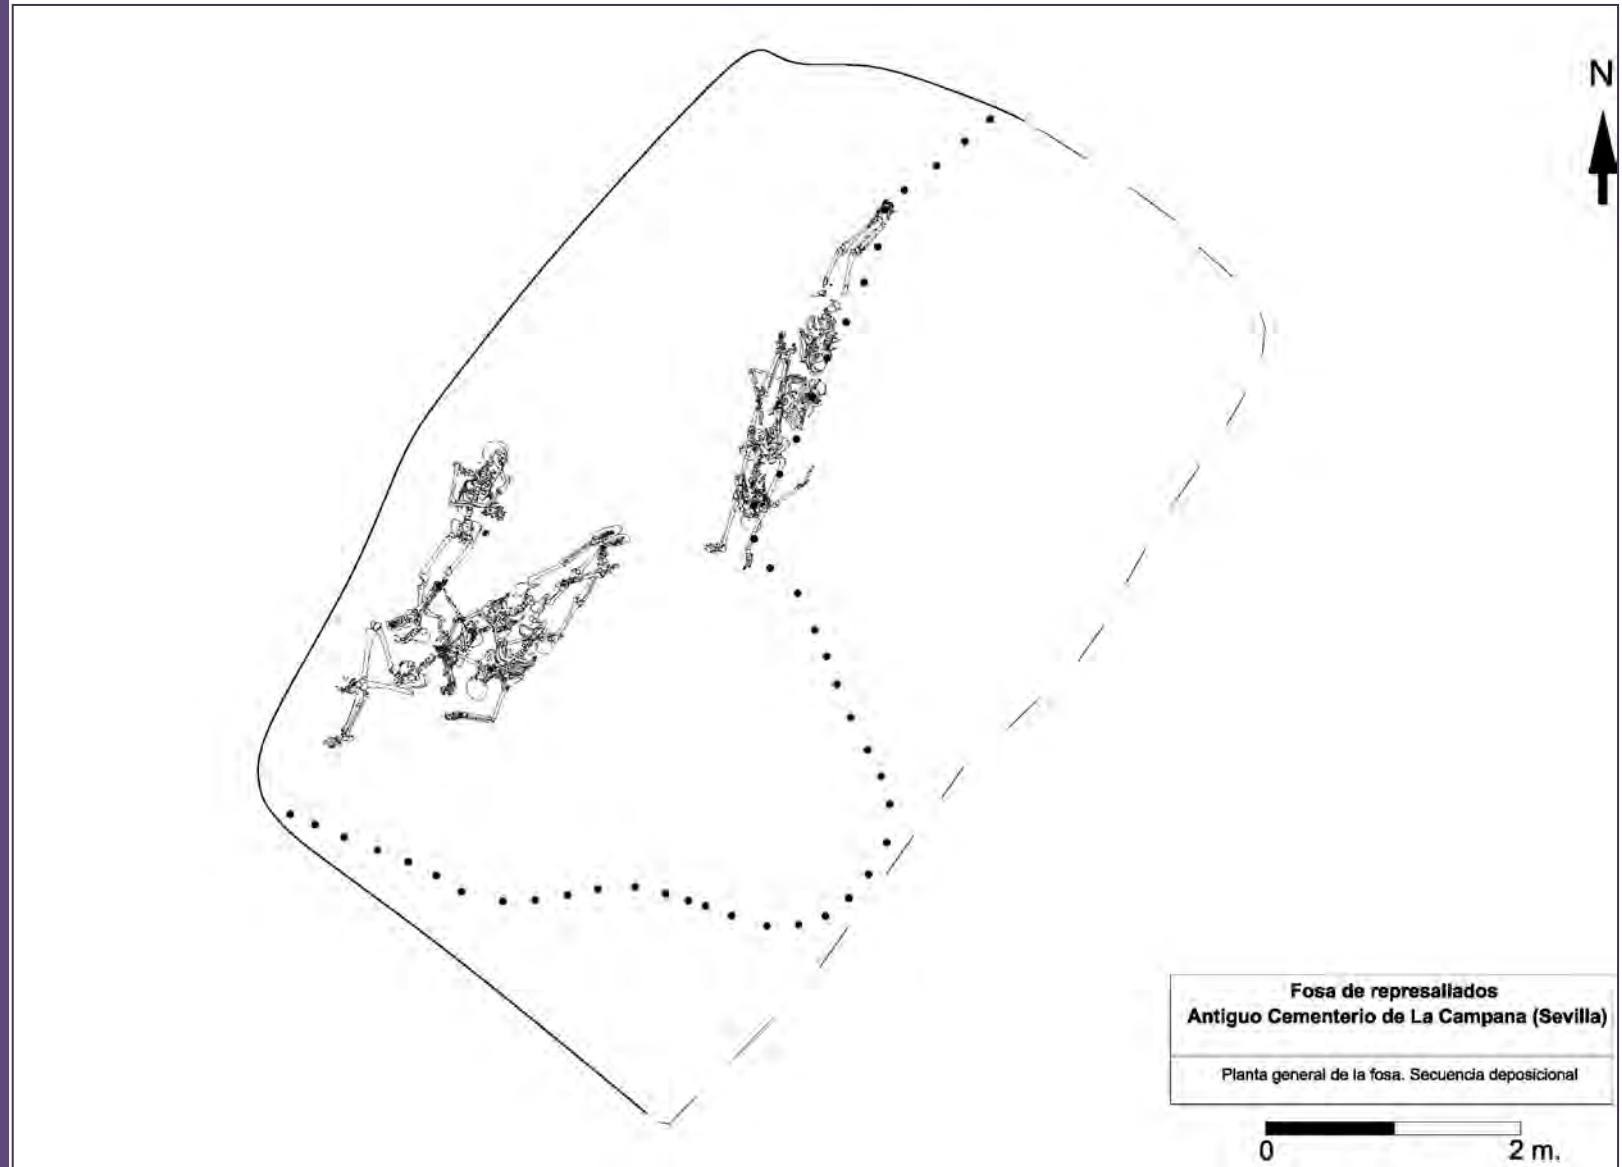 N
Fosa de represaliados
Antiguo Cementerio de La Campana (Sevilla)
Planta general de la fosa. Secuencia deposicional
0 2 m.